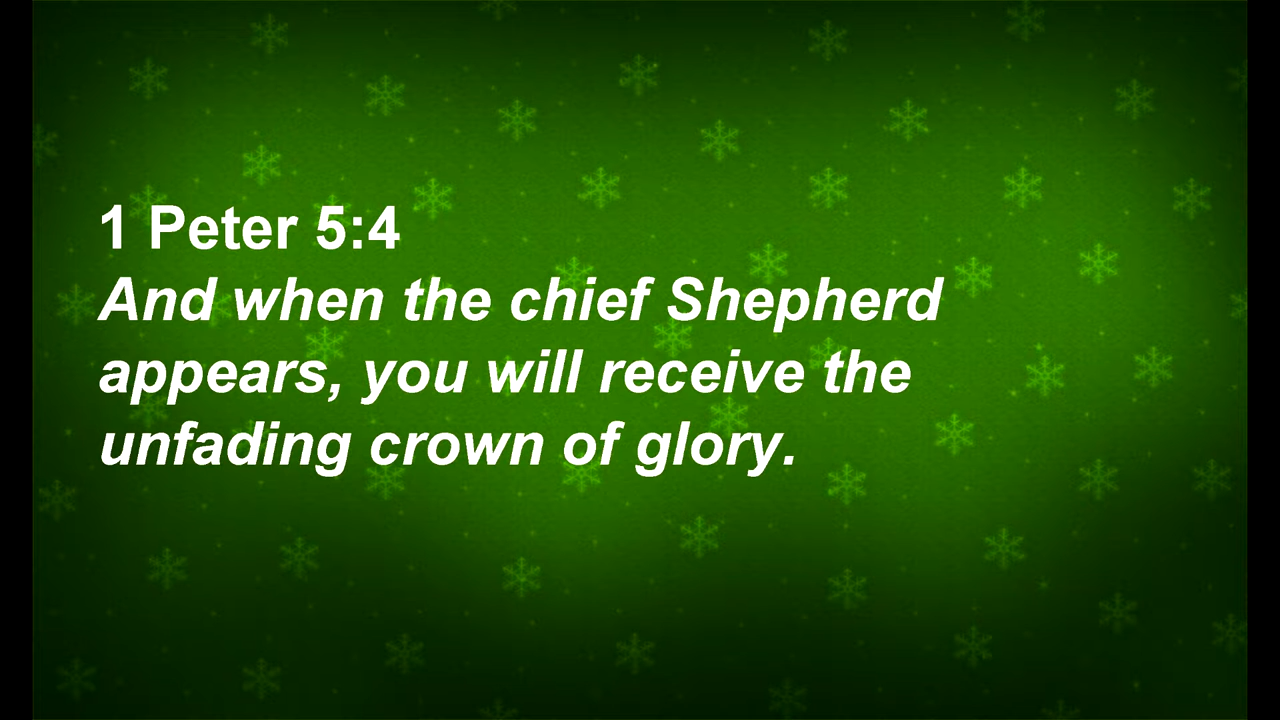 1 Peter 5:4
And when the chief Shepherd
appears, you will receive the
unfading crown of glory.